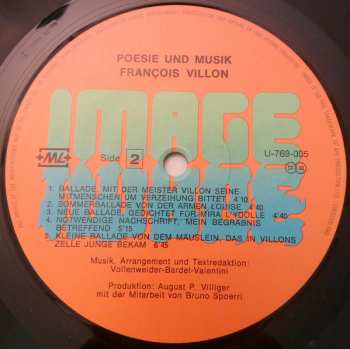 POESIE UND MUSIK
FRANÇOIS VILLON
IMAGE
ML
Side 2
U-769-005
1. BALLADE, MIT DER MEISTER VILLON SEINE
MITMENSCHEN UM VERZEIHUNG BITTET 4'10
2. SOMMERBALLADE VON DER ARMEN LOUISE 4'40
3. NEUE BALLADE, GEDICHTET FÜR MIRA L'YDOLLE 4'40
4. NOTWENDIGE NACHSCHRIFT, MEIN BEGRÄBNIS
BETREFFEND 5'15
5. KLEINE BALLADE VON DEM MÄUSLEIN, DAS IN VILLONS
ZELLE JUNGE BEKAM 6'45
Musik, Arrangement und Textredaktion:
Vollenweider-Bardet-Valentini
Produktion: August P. Villiger
mit der Mitarbeit von Bruno Spoerri